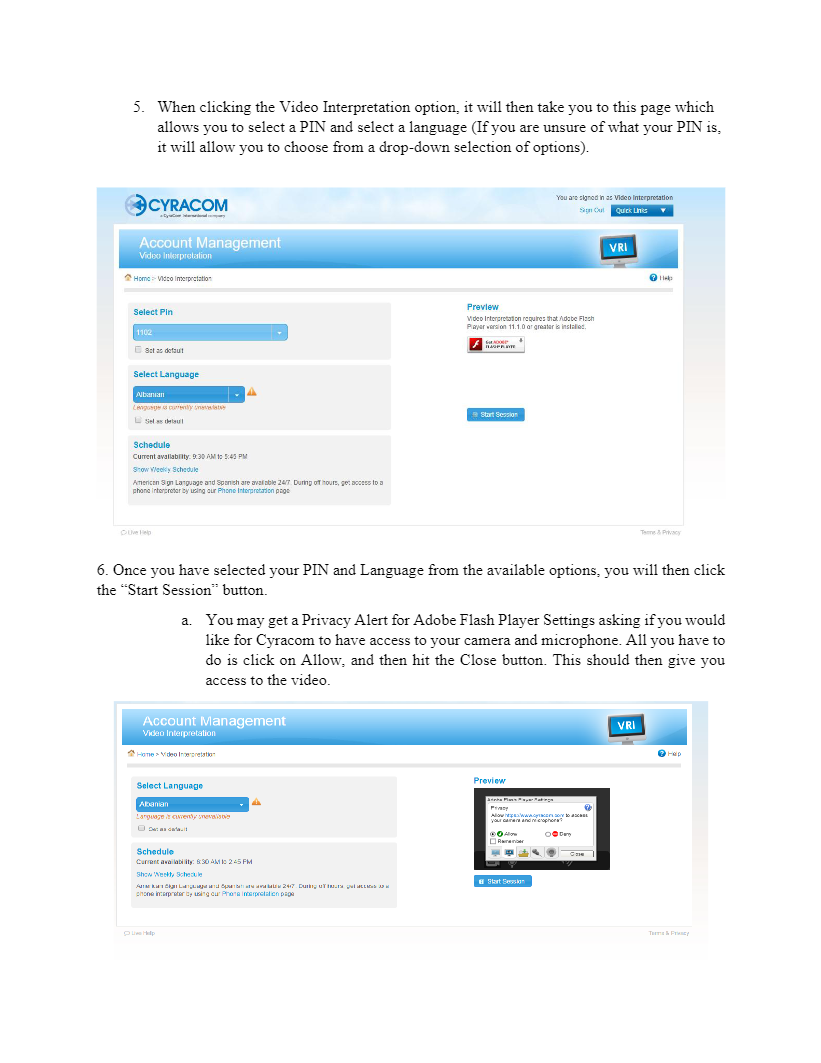 5. When clicking the Video Interpretation option, it will then take you to this page which
allows you to select a PIN and select a language (If you are unsure of what your PIN is,
it will allow you to choose from a drop-down selection of options).
CYRACOM
a CyraCom International company
You are signed in as Video Interpretation
Sign Out Quick Links
Account Management
Video Interpretation
VRI
Home > Video Interpretation
Help
Select Pin
1102
Set as default
Select Language
Albanian
Language is currently unavailable
Set as default
Schedule
Current availability: 9:30 AM to 5:45 PM
Show Weekly Schedule
American Sign Language and Spanish are available 24/7. During off hours, get access to a
phone interpreter by using our Phone Interpretation page
Preview
Video Interpretation requires that Adobe Flash
Player version 11.1.0 or greater is installed.
Get ADOBE®
FLASH® PLAYER
Start Session
Live Help
Terms & Privacy
6. Once you have selected your PIN and Language from the available options, you will then click
the “Start Session” button.
a. You may get a Privacy Alert for Adobe Flash Player Settings asking if you would
like for Cyracom to have access to your camera and microphone. All you have to
do is click on Allow, and then hit the Close button. This should then give you
access to the video.
Account Management
Video Interpretation
VRI
Home > Video Interpretation
Help
Select Language
Albanian
Language is currently unavailable
Set as default
Schedule
Current availability: 6:30 AM to 2:45 PM
Show Weekly Schedule
American Sign Language and Spanish are available 24/7. During off hours, get access to a
phone interpreter by using our Phone Interpretation page
Preview
Adobe Flash Player Settings
Privacy
Allow https://www.cyracom.com to access
your camera and microphone?
Allow Deny
Remember
Close
Start Session
Live Help
Terms & Privacy